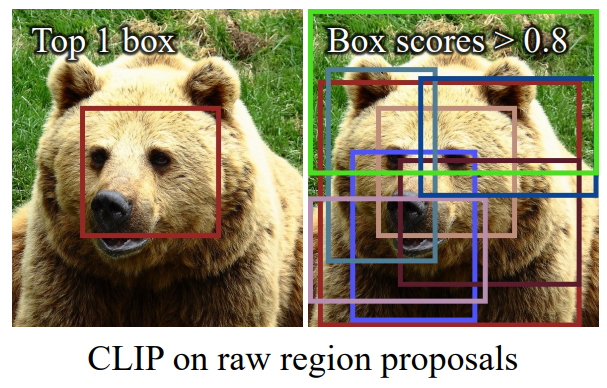 Top 1 box
Box scores > 0.8
CLIP on raw region proposals